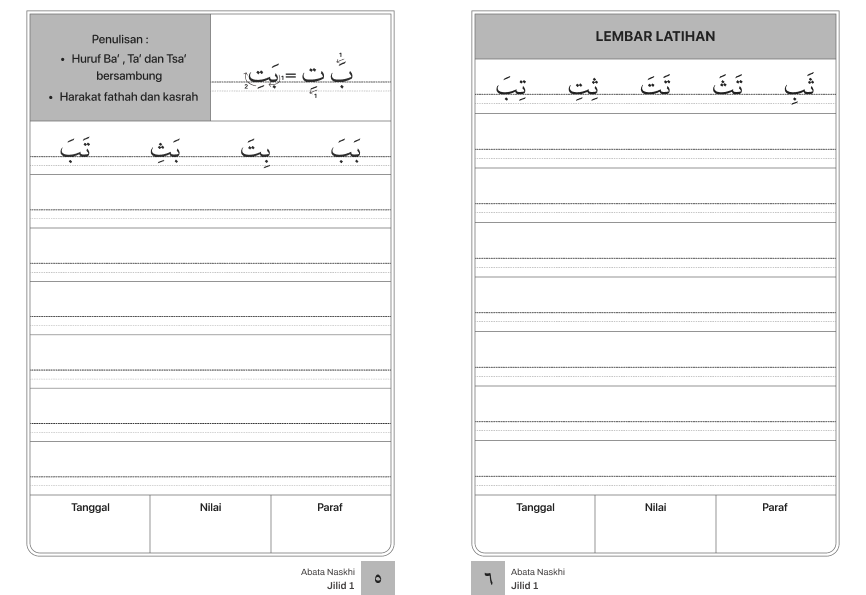 Penulisan :
• Huruf Ba’ , Ta’ dan Tsa’
bersambung
• Harakat fathah dan kasrah
بَ تِ = بَتِ
بَبَ بِتَ بَثِ تَبَ
Tanggal Nilai Paraf
Abata Naskhi
Jilid 1
٥
LEMBAR LATIHAN
ثَبِ تَثَ تَتَ ثِتِ تِبَ
Tanggal Nilai Paraf
٦
Abata Naskhi
Jilid 1